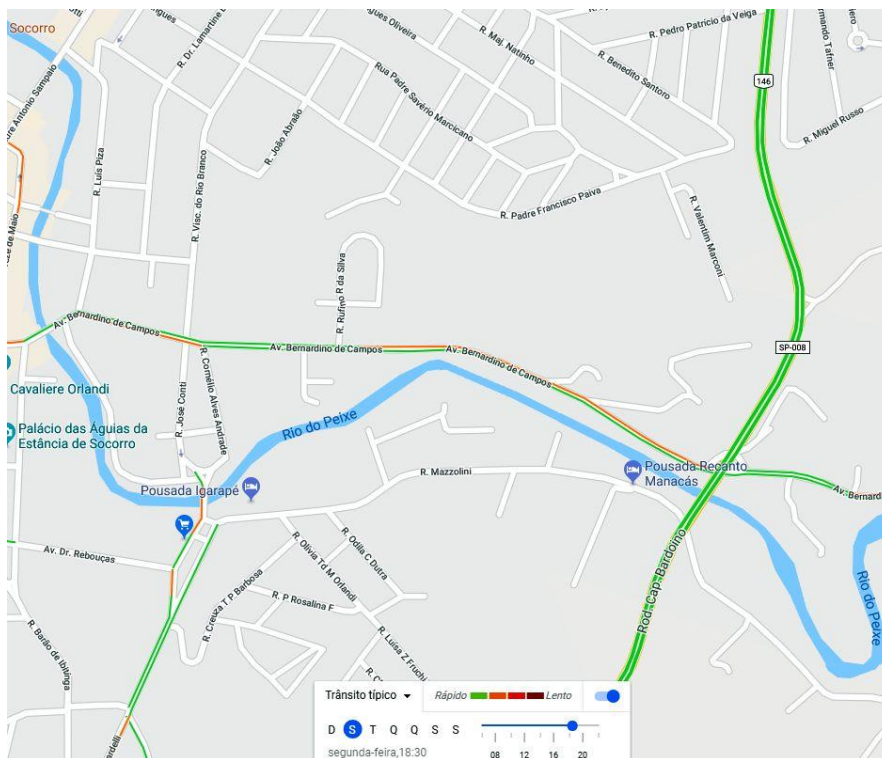 Socorro
R. Dr. Lamartine
R. Maj. Natinho
R. Pedro Patrício da Veiga
R. Benedito Santoro
146
R. Miguel Russo
R. Luís Piza
R. João Abraão
Rua Padre Savério Marcicano
R. Visc. do Rio Branco
R. Padre Francisco Paiva
R. Valentim Marconi
R. Rufino R da Silva
Av. Bernardino de Campos
Av. Bernardino de Campos
Av. Bernardino de Campos
SP-008
Cavaliere Orlandi
R. José Conti
R. Cornélio Alves Andrade
Palácio das Águias da
Estância de Socorro
Rio do Peixe
R. Mazzolini
Pousada Recanto
Manacás
Pousada Igarapé
Av. Dr. Rebouças
R. Odila C Dutra
R. Olivia Td M Orlandi
R. Creuza T P Barbosa
R. P Rosalina F
R. Luisa Z Fruchi
R. Barão de Ibitinga
Rod. Cap. Bardoino
Rio do Peixe
Trânsito típico
Rápido
Lento
D S T Q Q S S
08 12 16 20
segunda-feira,18:30